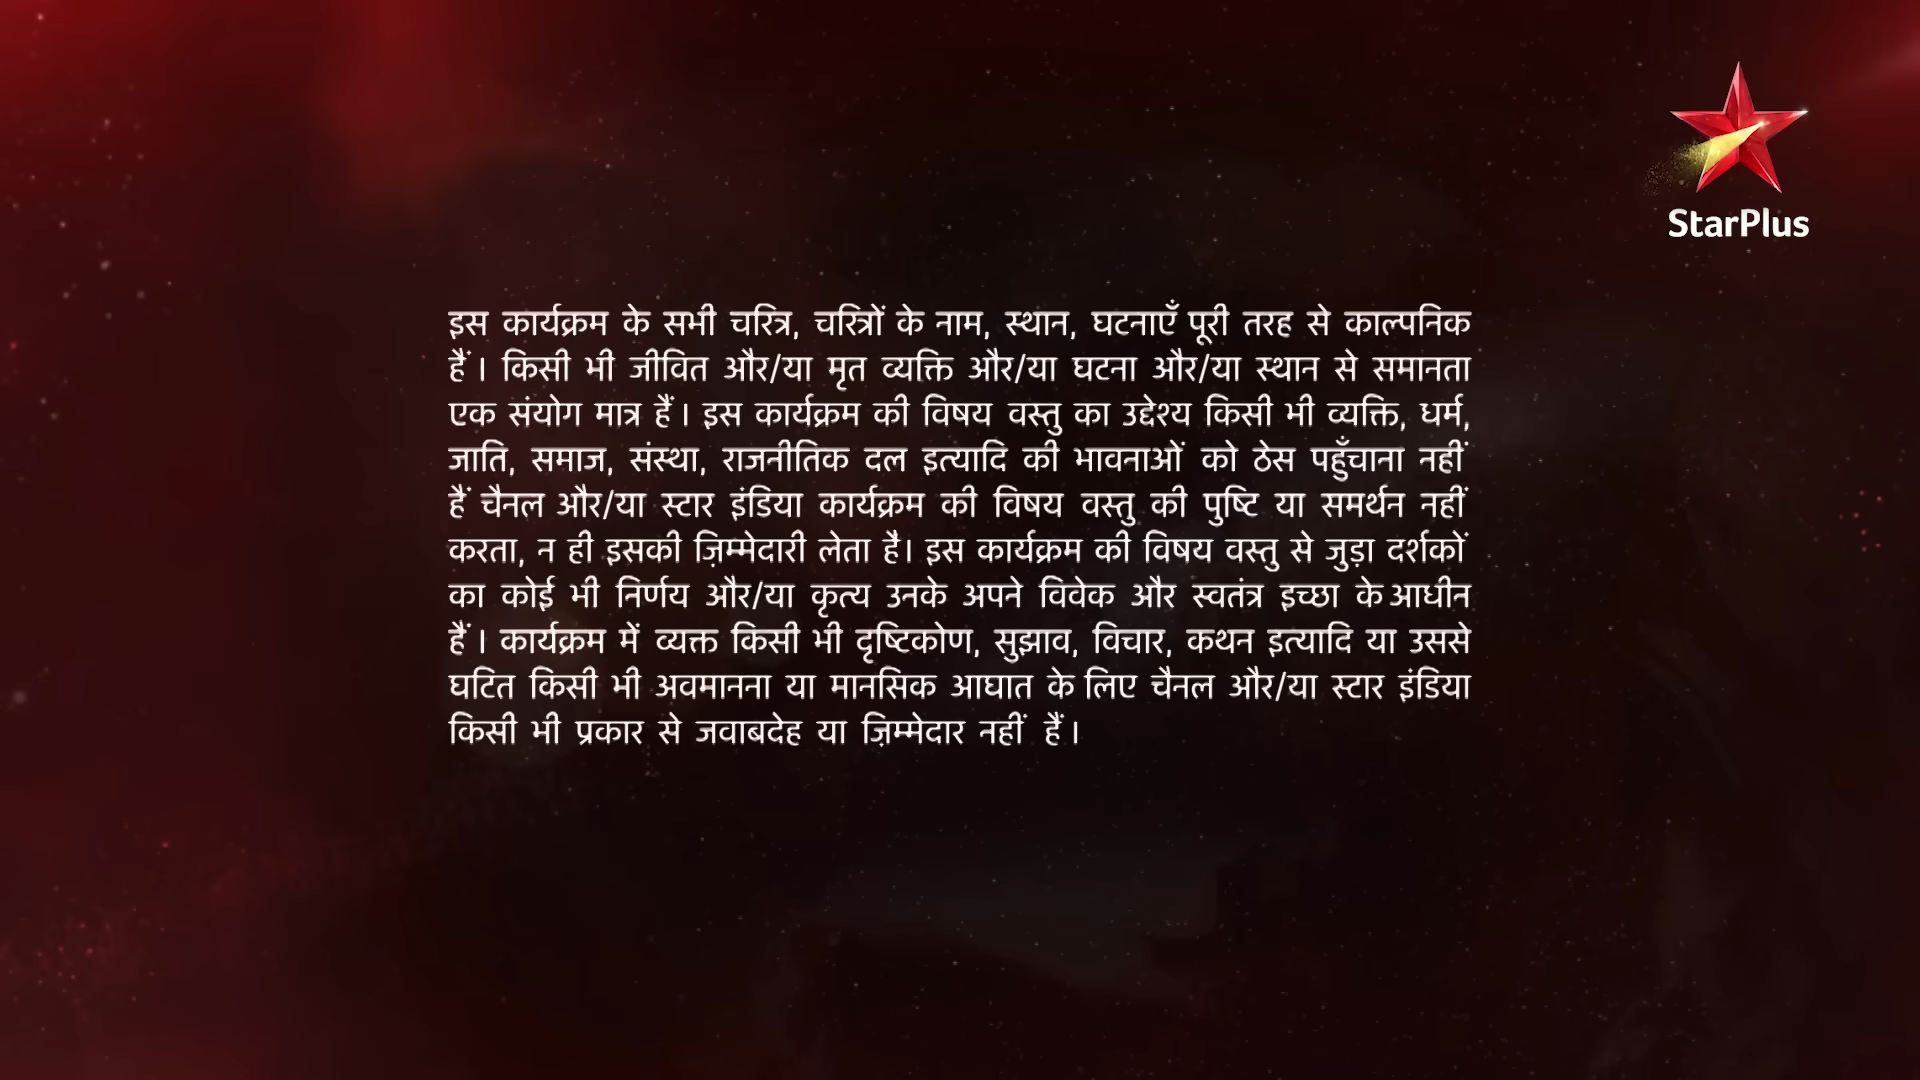 StarPlus
इस कार्यक्रम के सभी चरित्र, चरित्रों के नाम, स्थान, घटनाएँ पूरी तरह से काल्पनिक
हैं। किसी भी जीवित और/या मृत व्यक्ति और/या घटना और/या स्थान से समानता
एक संयोग मात्र हैं। इस कार्यक्रम की विषय वस्तु का उद्देश्य किसी भी व्यक्ति, धर्म,
जाति, समाज, संस्था, राजनीतिक दल इत्यादि की भावनाओं को ठेस पहुँचाना नहीं
हैं चैनल और/या स्टार इंडिया कार्यक्रम की विषय वस्तु की पुष्टि या समर्थन नहीं
करता, न ही इसकी ज़िम्मेदारी लेता है। इस कार्यक्रम की विषय वस्तु से जुड़ा दर्शकों
का कोई भी निर्णय और/या कृत्य उनके अपने विवेक और स्वतंत्र इच्छा के आधीन
हैं। कार्यक्रम में व्यक्त किसी भी दृष्टिकोण, सुझाव, विचार, कथन इत्यादि या उससे
घटित किसी भी अवमानना या मानसिक आघात के लिए चैनल और/या स्टार इंडिया
किसी भी प्रकार से जवाबदेह या ज़िम्मेदार नहीं हैं।